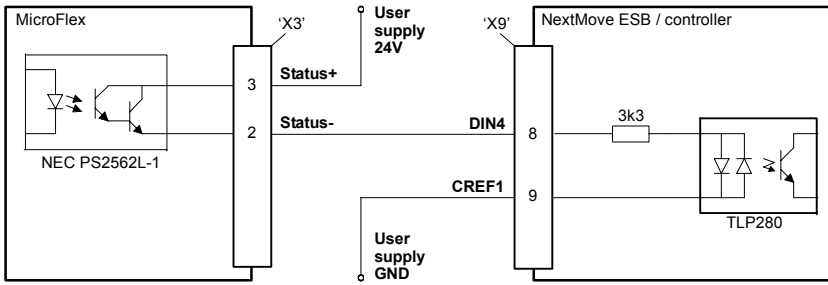 MicroFlex
‘X3’
User
supply
24V
‘X9’
NextMove ESB / controller
3
Status+
2
Status-
DIN4
8
3k3
NEC PS2562L-1
CREF1
9
TLP280
User
supply
GND